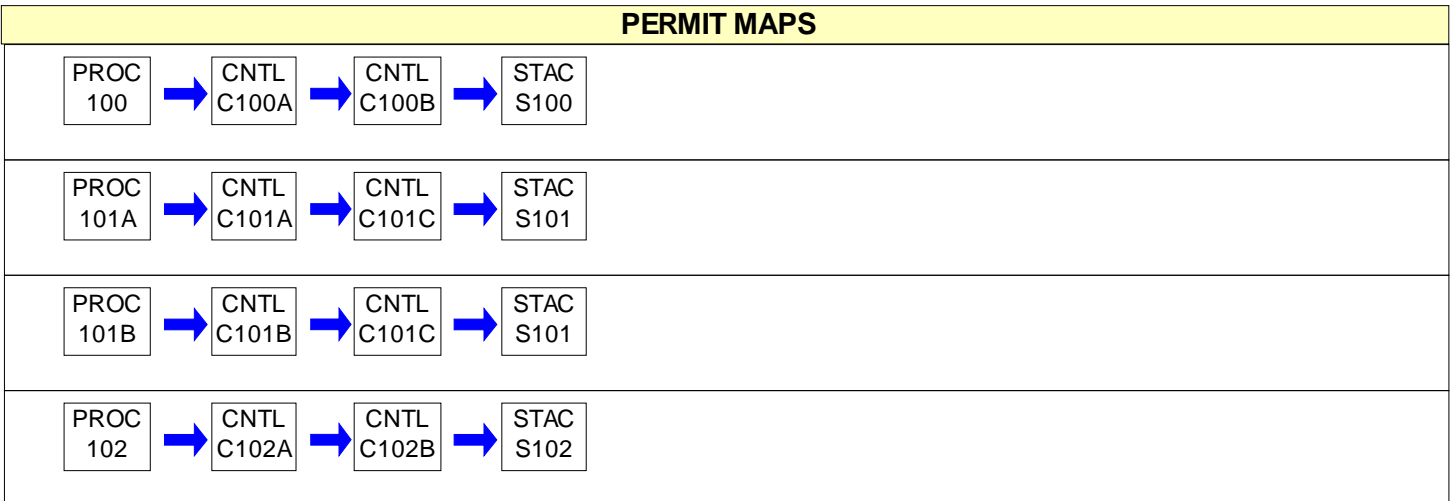 PERMIT MAPS
PROC CNTL CNTL STAC
100 C100A C100B S100
PROC CNTL CNTL STAC
101A C101A C101C S101
PROC CNTL CNTL STAC
101B C101B C101C S101
PROC CNTL CNTL STAC
102 C102A C102B S102